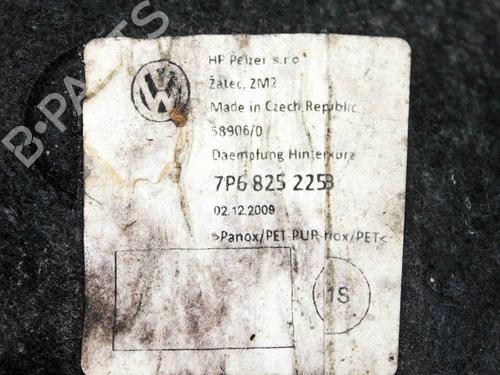 HP Pelzer s.r.o
Žatec, ZM2
Made in Czech Republic
58906/0
Daempfung Hinterkurz
7P6 825 225B
02.12.2009
>Panox/PET-PUR-nox/PET<
1S
B-PARTS